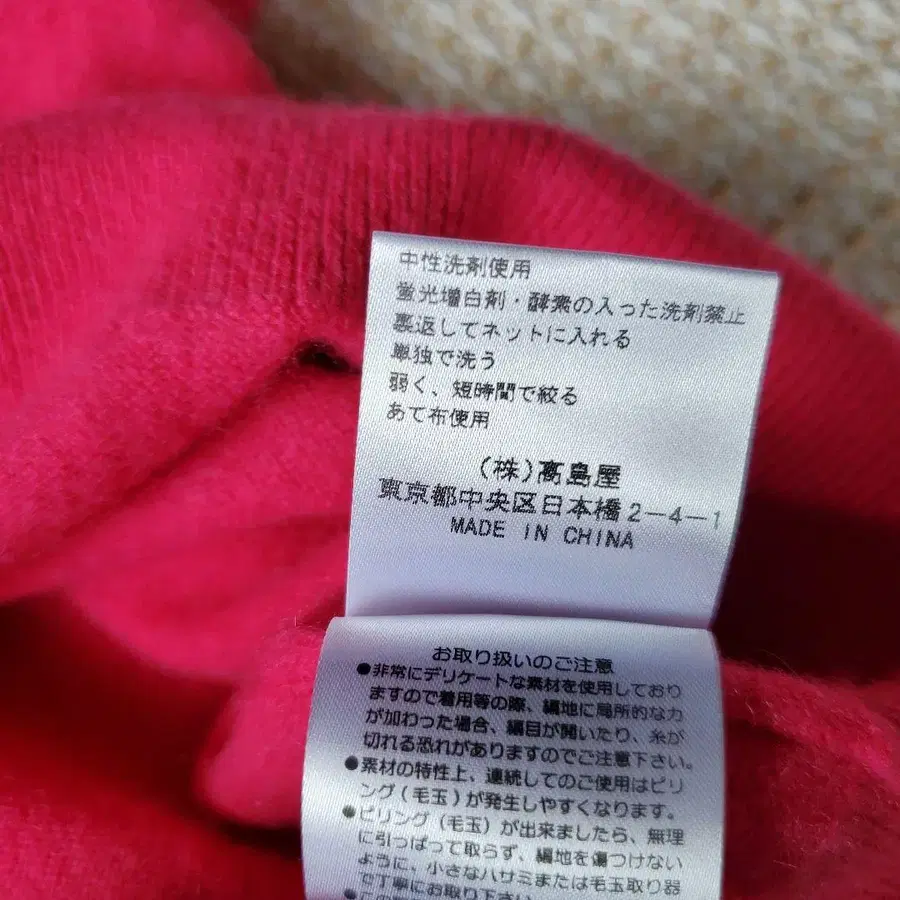 中性洗剤使用
蛍光増白剤・酵素の入った洗剤禁止
裏返してネットに入れる
単独で洗う
弱く、短時間で絞る
あて布使用
(株)高島屋
東京都中央区日本橋2-4-1
MADE IN CHINA
お取り扱いのご注意
●非常にデリケートな素材を使用しており
ますので着用等の際、編地に局所的な力
が加わった場合、編目が開いたり、糸が
切れる恐れがありますのでご注意下さい。
●素材の特性上、連続してのご使用はピリ
ング(毛玉)が発生しやすくなります。
●ピリング(毛玉)が出来ましたら、無理
に引っぱって取らず、編地を傷つけない
ように、小さなハサミまたは毛玉取り器
で丁寧にお取り下さい。